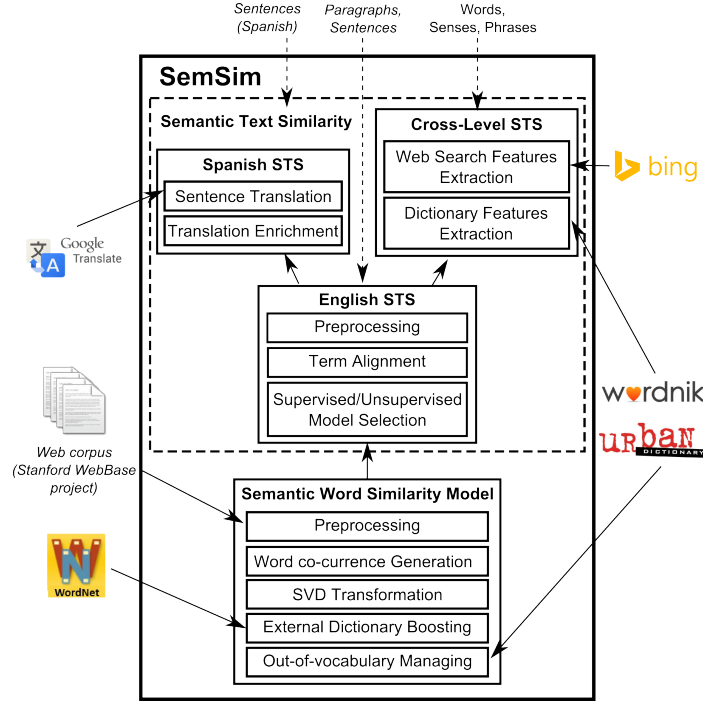 Sentences
(Spanish)
Paragraphs,
Sentences
Words,
Senses, Phrases
SemSim
Semantic Text Similarity
Cross-Level STS
Web Search Features
Extraction
Dictionary Features
Extraction
bing
Spanish STS
Sentence Translation
Translation Enrichment
文
A
Google
Translate
English STS
Preprocessing
Term Alignment
Supervised/Unsupervised
Model Selection
wordnik
URBAN
DICTIONARY
Web corpus
(Stanford WebBase
project)
Semantic Word Similarity Model
Preprocessing
Word co-currence Generation
SVD Transformation
External Dictionary Boosting
Out-of-vocabulary Managing
W
N
WordNet